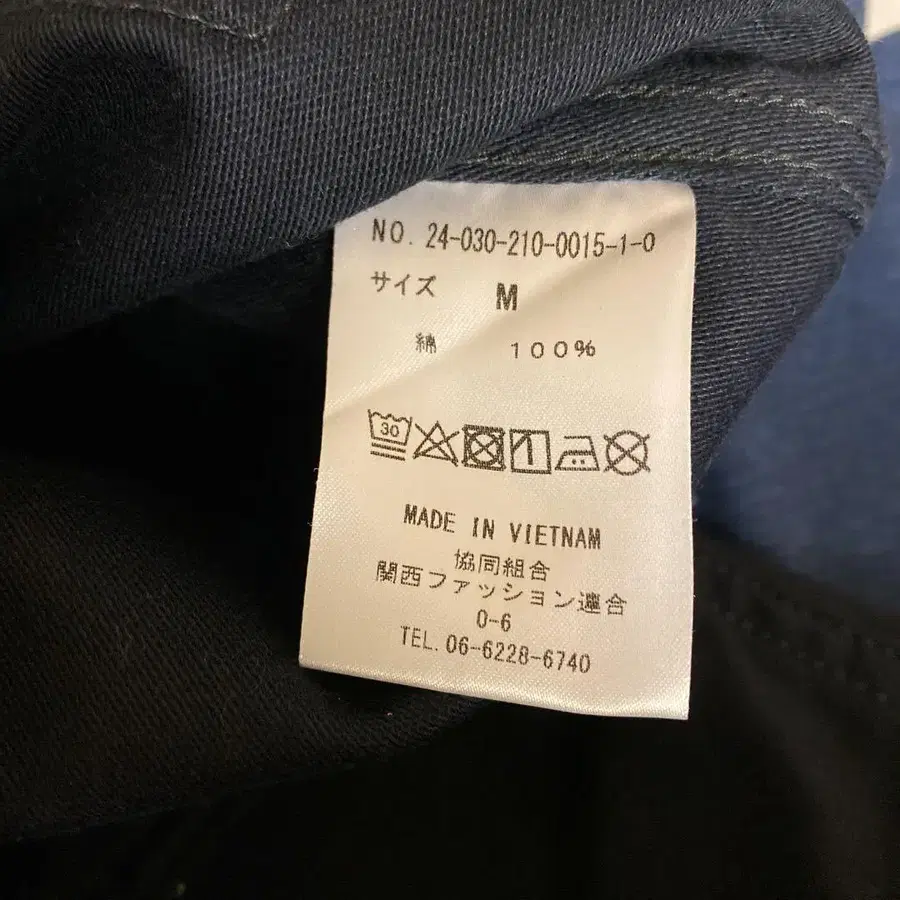 NO. 24-030-210-0015-1-0
サイズ M
綿 100%
30
MADE IN VIETNAM
協同組合
関西ファッション連合
0-6
TEL. 06-6228-6740